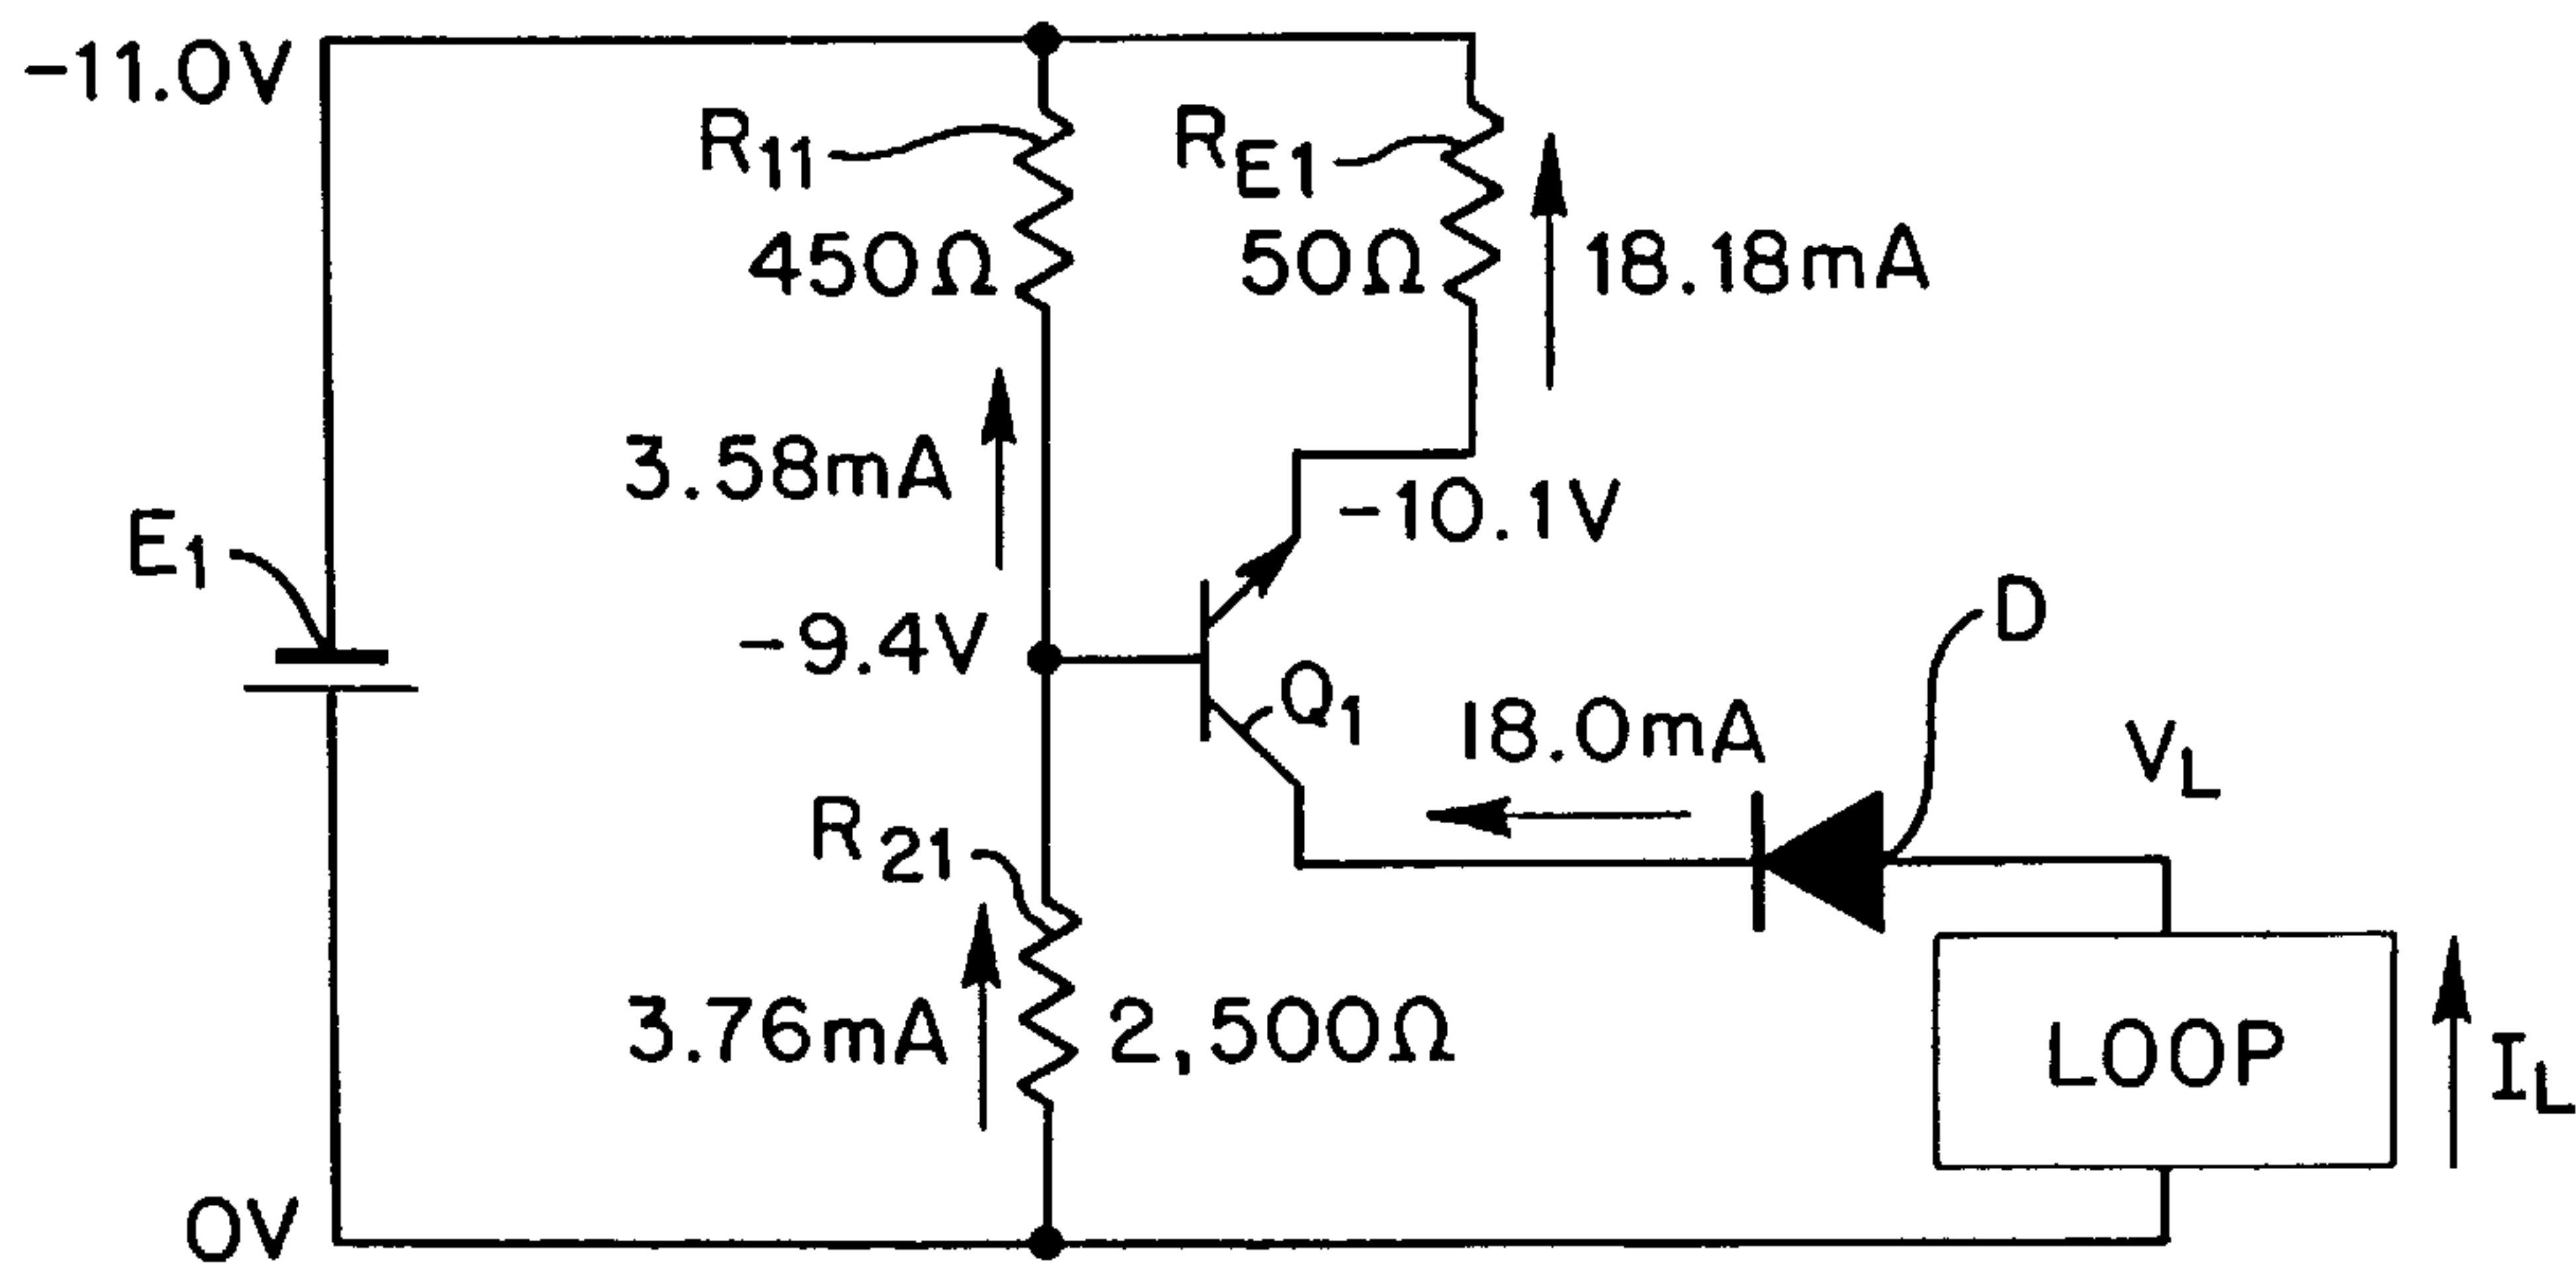 -11.0V
R11
450Ω
RE1
50Ω
18.18mA
3.58mA
-10.1V
E1
-9.4V
Q1
D
18.0mA
VL
R21
3.76mA
2,500Ω
LOOP
IL
0V